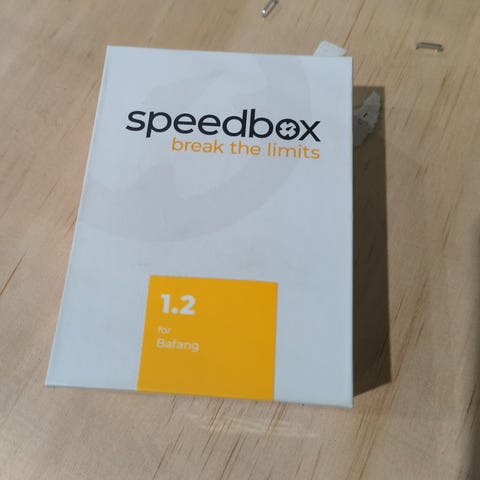 speedbox
break the limits
1.2
for
Bafang